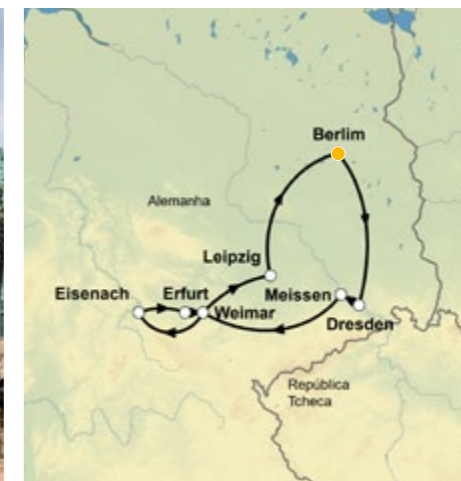 Berlim
Alemanha
Leipzig
Eisenach
Erfurt
Meissen
Weimar
Dresden
República
Tcheca